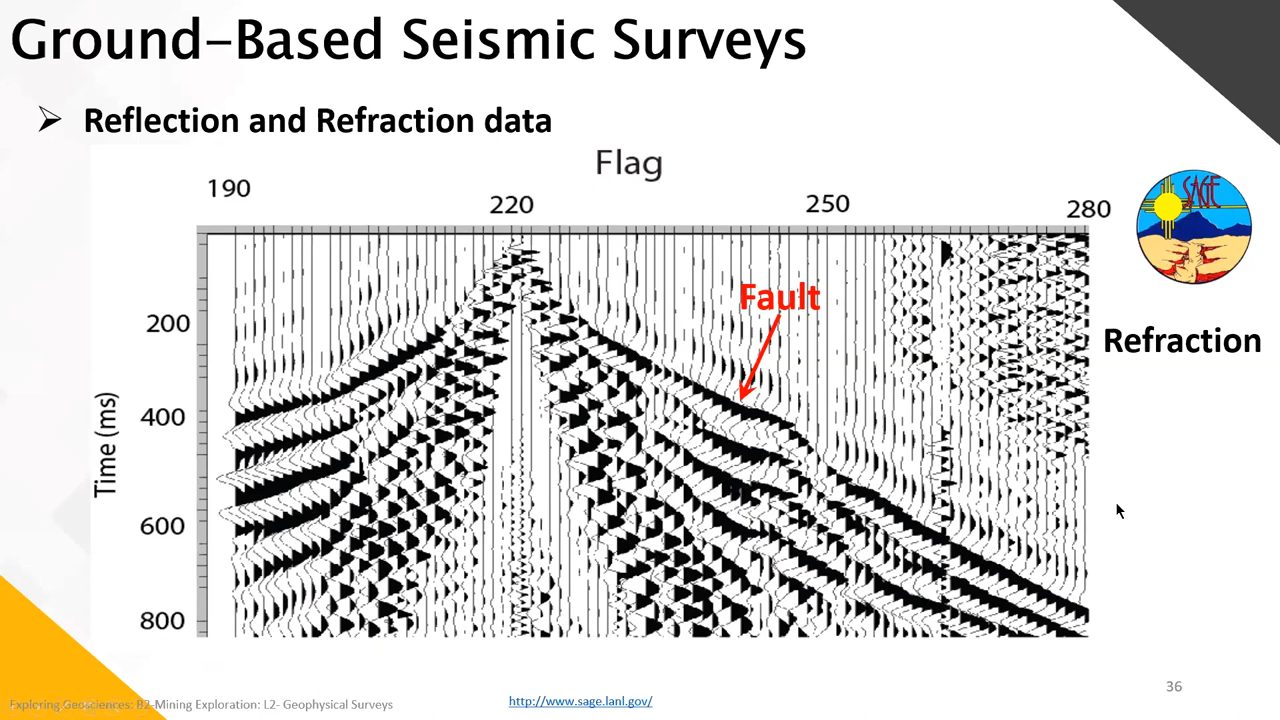 Ground–Based Seismic Surveys
Reflection and Refraction data
Flag
190
220
250
280
SAGE
Fault
200
Refraction
400
Time (ms)
600
800
36
Exploring Geosciences: B2-Mining Exploration: L2- Geophysical Surveys
http://www.sage.lanl.gov/